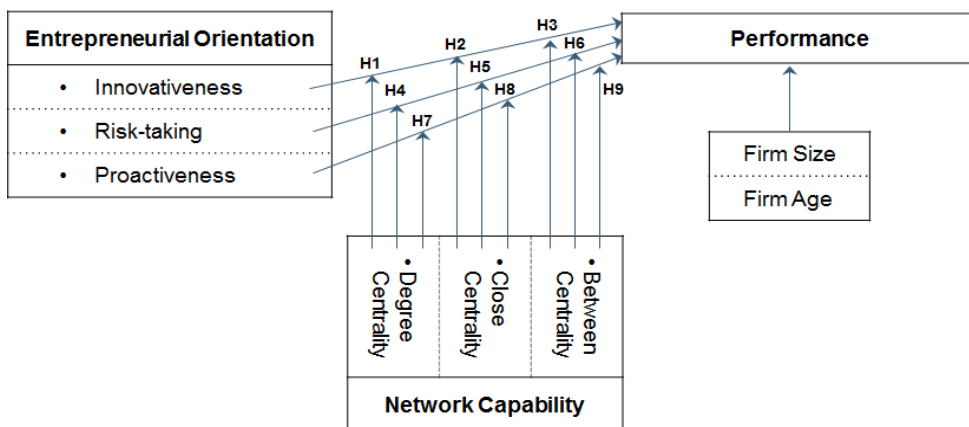 Entrepreneurial Orientation
• Innovativeness
• Risk-taking
• Proactiveness
H1
H2
H3
H4
H5
H6
H7
H8
H9
Performance
Firm Size
Firm Age
• Degree
Centrality
• Close
Centrality
• Between
Centrality
Network Capability